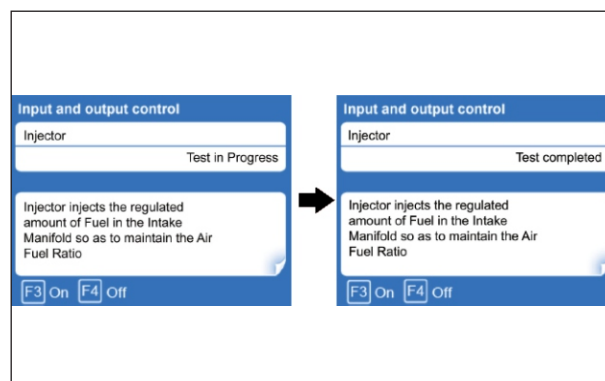 Input and output control
Injector
Test in Progress
Injector injects the regulated
amount of Fuel in the Intake
Manifold so as to maintain the Air
Fuel Ratio
F3 On F4 Off
Input and output control
Injector
Test completed
Injector injects the regulated
amount of Fuel in the Intake
Manifold so as to maintain the Air
Fuel Ratio
F3 On F4 Off